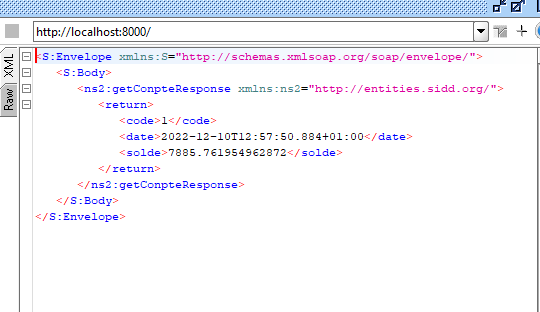 http://localhost:8000/
XML
Raw
<S:Envelope xmlns:S="http://schemas.xmlsoap.org/soap/envelope/">
<S:Body>
<ns2:getConpteResponse xmlns:ns2="http://entities.sidd.org/">
<return>
<code>1</code>
<date>2022-12-10T12:57:50.884+01:00</date>
<solde>7885.761954962872</solde>
</return>
</ns2:getConpteResponse>
</S:Body>
</S:Envelope>